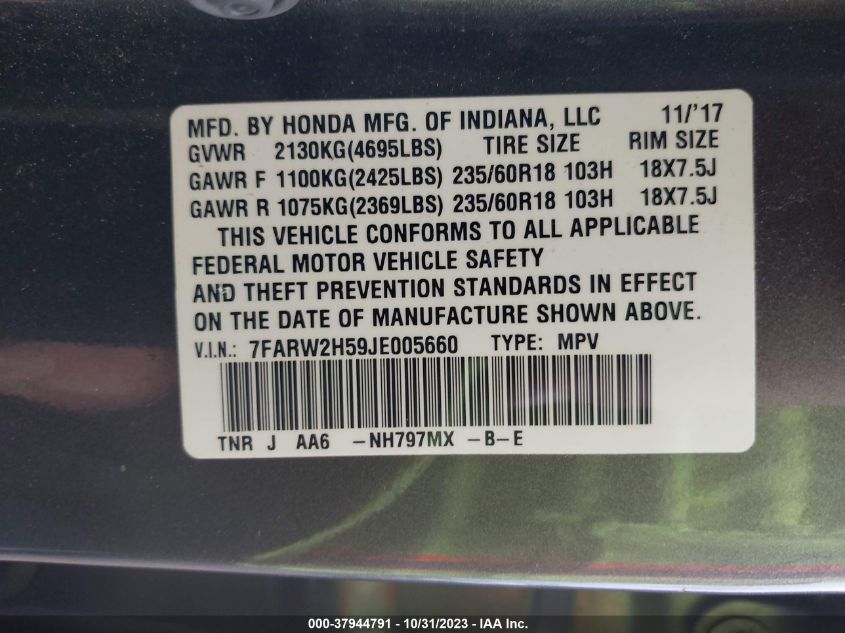 MFD. BY HONDA MFG. OF INDIANA, LLC 11/'17
GVWR 2130KG(4695LBS) TIRE SIZE RIM SIZE
GAWR F 1100KG(2425LBS) 235/60R18 103H 18X7.5J
GAWR R 1075KG(2369LBS) 235/60R18 103H 18X7.5J
THIS VEHICLE CONFORMS TO ALL APPLICABLE
FEDERAL MOTOR VEHICLE SAFETY
AND THEFT PREVENTION STANDARDS IN EFFECT
ON THE DATE OF MANUFACTURE SHOWN ABOVE.
V.I.N.: 7FARW2H59JE005660 TYPE: MPV
TNR J AA6 -NH797MX -B-E
000-37944791 - 10/31/2023 - IAA Inc.